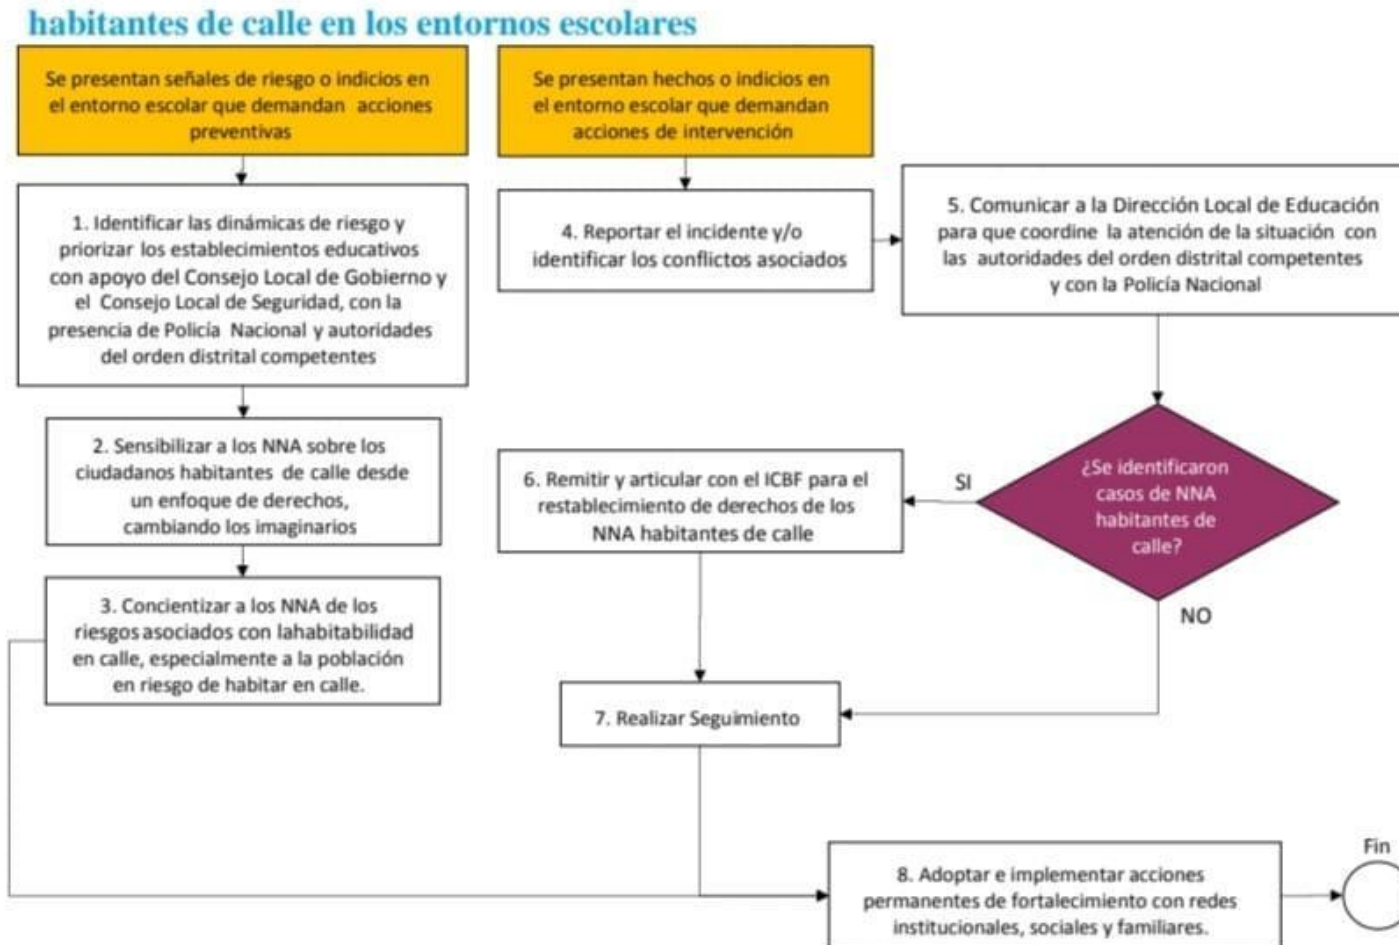 habitantes de calle en los entornos escolares
Se presentan señales de riesgo o indicios en
el entorno escolar que demandan acciones
preventivas
1. Identificar las dinámicas de riesgo y
priorizar los establecimientos educativos
con apoyo del Consejo Local de Gobierno y
el Consejo Local de Seguridad, con la
presencia de Policía Nacional y autoridades
del orden distrital competentes
2. Sensibilizar a los NNA sobre los
ciudadanos habitantes de calle desde
un enfoque de derechos,
cambiando los imaginarios
3. Concientizar a los NNA de los
riesgos asociados con lahabitabilidad
en calle, especialmente a la población
en riesgo de habitar en calle.
Se presentan hechos o indicios en
el entorno escolar que demandan
acciones de intervención
4. Reportar el incidente y/o
identificar los conflictos asociados
5. Comunicar a la Dirección Local de Educación
para que coordine la atención de la situación con
las autoridades del orden distrital competentes
y con la Policía Nacional
¿Se identificaron
casos de NNA
habitantes de
calle?
SI
NO
6. Remitir y articular con el ICBF para el
restablecimiento de derechos de los
NNA habitantes de calle
7. Realizar Seguimiento
8. Adoptar e implementar acciones
permanentes de fortalecimiento con redes
institucionales, sociales y familiares.
Fin